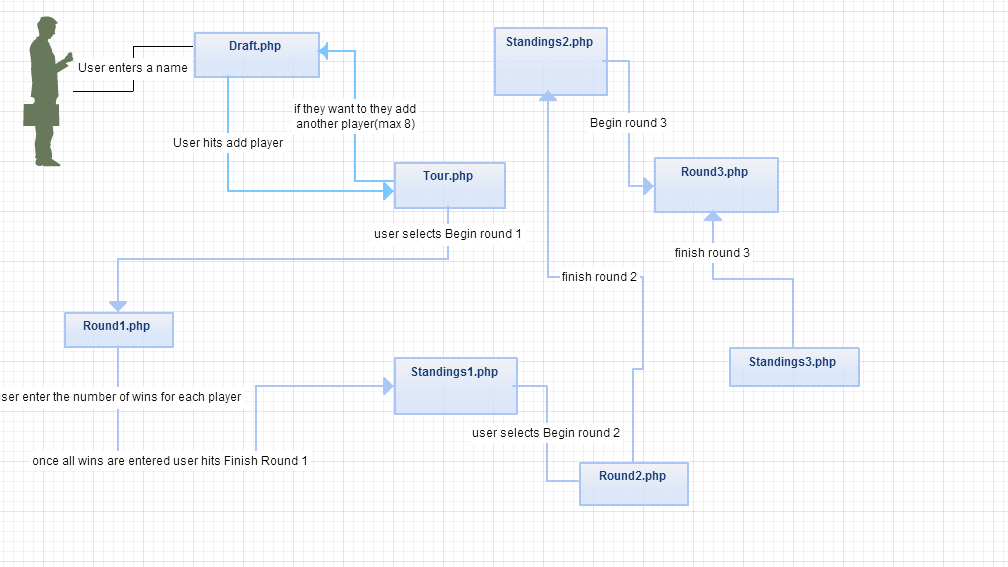 Draft.php
Standings2.php
User enters a name
if they want to they add
another player(max 8)
Begin round 3
User hits add player
Tour.php
Round3.php
user selects Begin round 1
finish round 3
finish round 2
Round1.php
Standings1.php
Standings3.php
ser enter the number of wins for each player
user selects Begin round 2
once all wins are entered user hits Finish Round 1
Round2.php